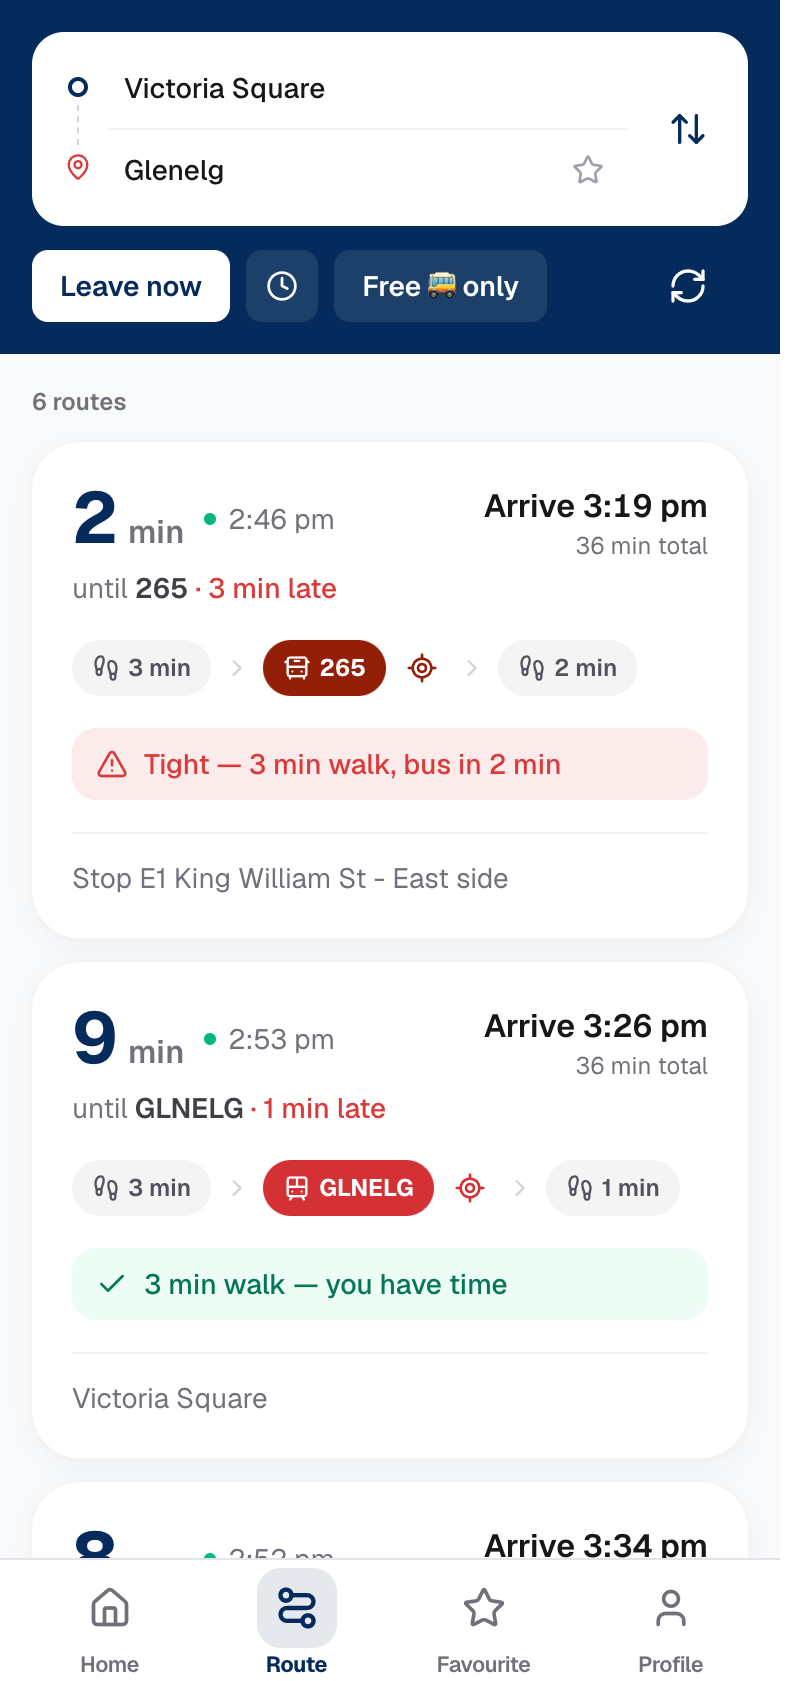 Victoria Square
Glenelg
Leave now
Free 🚌 only
6 routes
2 min 2:46 pm Arrive 3:19 pm
36 min total
until 265 · 3 min late
3 min 265 2 min
Tight — 3 min walk, bus in 2 min
Stop E1 King William St - East side
9 min 2:53 pm Arrive 3:26 pm
36 min total
until GLNELG · 1 min late
3 min GLNELG 1 min
3 min walk — you have time
Victoria Square
8 2:52 pm Arrive 3:34 pm
Home Route Favourite Profile